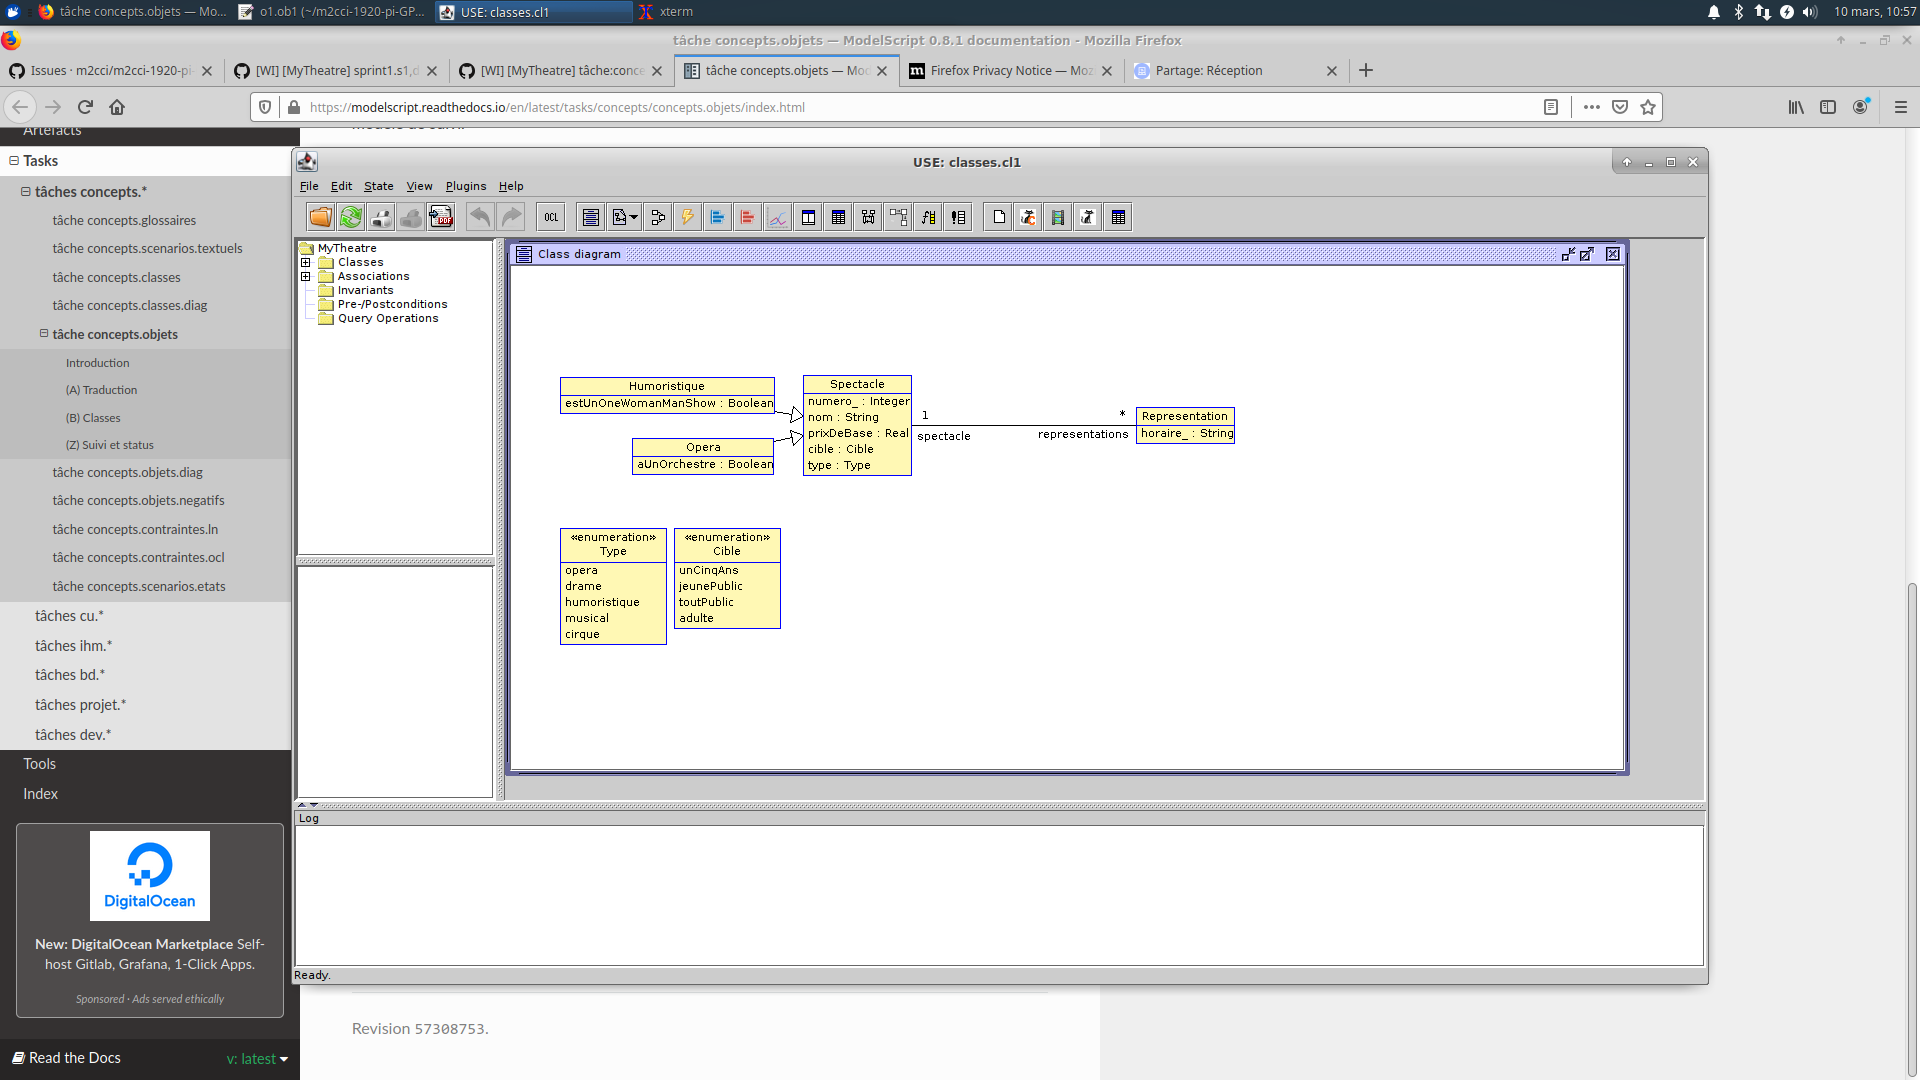 tâche concepts.objets — Mo...
o1.ob1 (~/m2cci-1920-pi-GP...
USE: classes.cl1
xterm
10 mars, 10:57
tâche concepts.objets — ModelScript 0.8.1 documentation - Mozilla Firefox
Issues · m2cci/m2cci-1920-pi-
[WI] [MyTheatre] sprint1.s1,d
[WI] [MyTheatre] tâche:conce
tâche concepts.objets — Mod
Firefox Privacy Notice — Moz
Partage: Réception
https://modelscript.readthedocs.io/en/latest/tasks/concepts/concepts.objets/index.html
Artefacts
Tasks
tâches concepts.*
tâche concepts.glossaires
tâche concepts.scenarios.textuels
tâche concepts.classes
tâche concepts.classes.diag
tâche concepts.objets
Introduction
(A) Traduction
(B) Classes
(Z) Suivi et status
tâche concepts.objets.diag
tâche concepts.objets.negatifs
tâche concepts.contraintes.ln
tâche concepts.contraintes.ocl
tâche concepts.scenarios.etats
tâches cu.*
tâches ihm.*
tâches bd.*
tâches projet.*
tâches dev.*
Tools
Index
DigitalOcean
New: DigitalOcean Marketplace Self-
host Gitlab, Grafana, 1-Click Apps.
Sponsored · Ads served ethically
Read the Docs
v: latest
USE: classes.cl1
File Edit State View Plugins Help
OCL
MyTheatre
Classes
Associations
Invariants
Pre-/Postconditions
Query Operations
Class diagram
Humoristique
estUnOneWomanManShow : Boolean
Opera
aUnOrchestre : Boolean
Spectacle
numero_ : Integer
nom : String
prixDeBase : Real
cible : Cible
type : Type
1
*
spectacle
representations
Representation
horaire_ : String
«enumeration»
Type
opera
drame
humoristique
musical
cirque
«enumeration»
Cible
unCinqAns
jeunePublic
toutPublic
adulte
Log
Ready.
Revision 57308753.